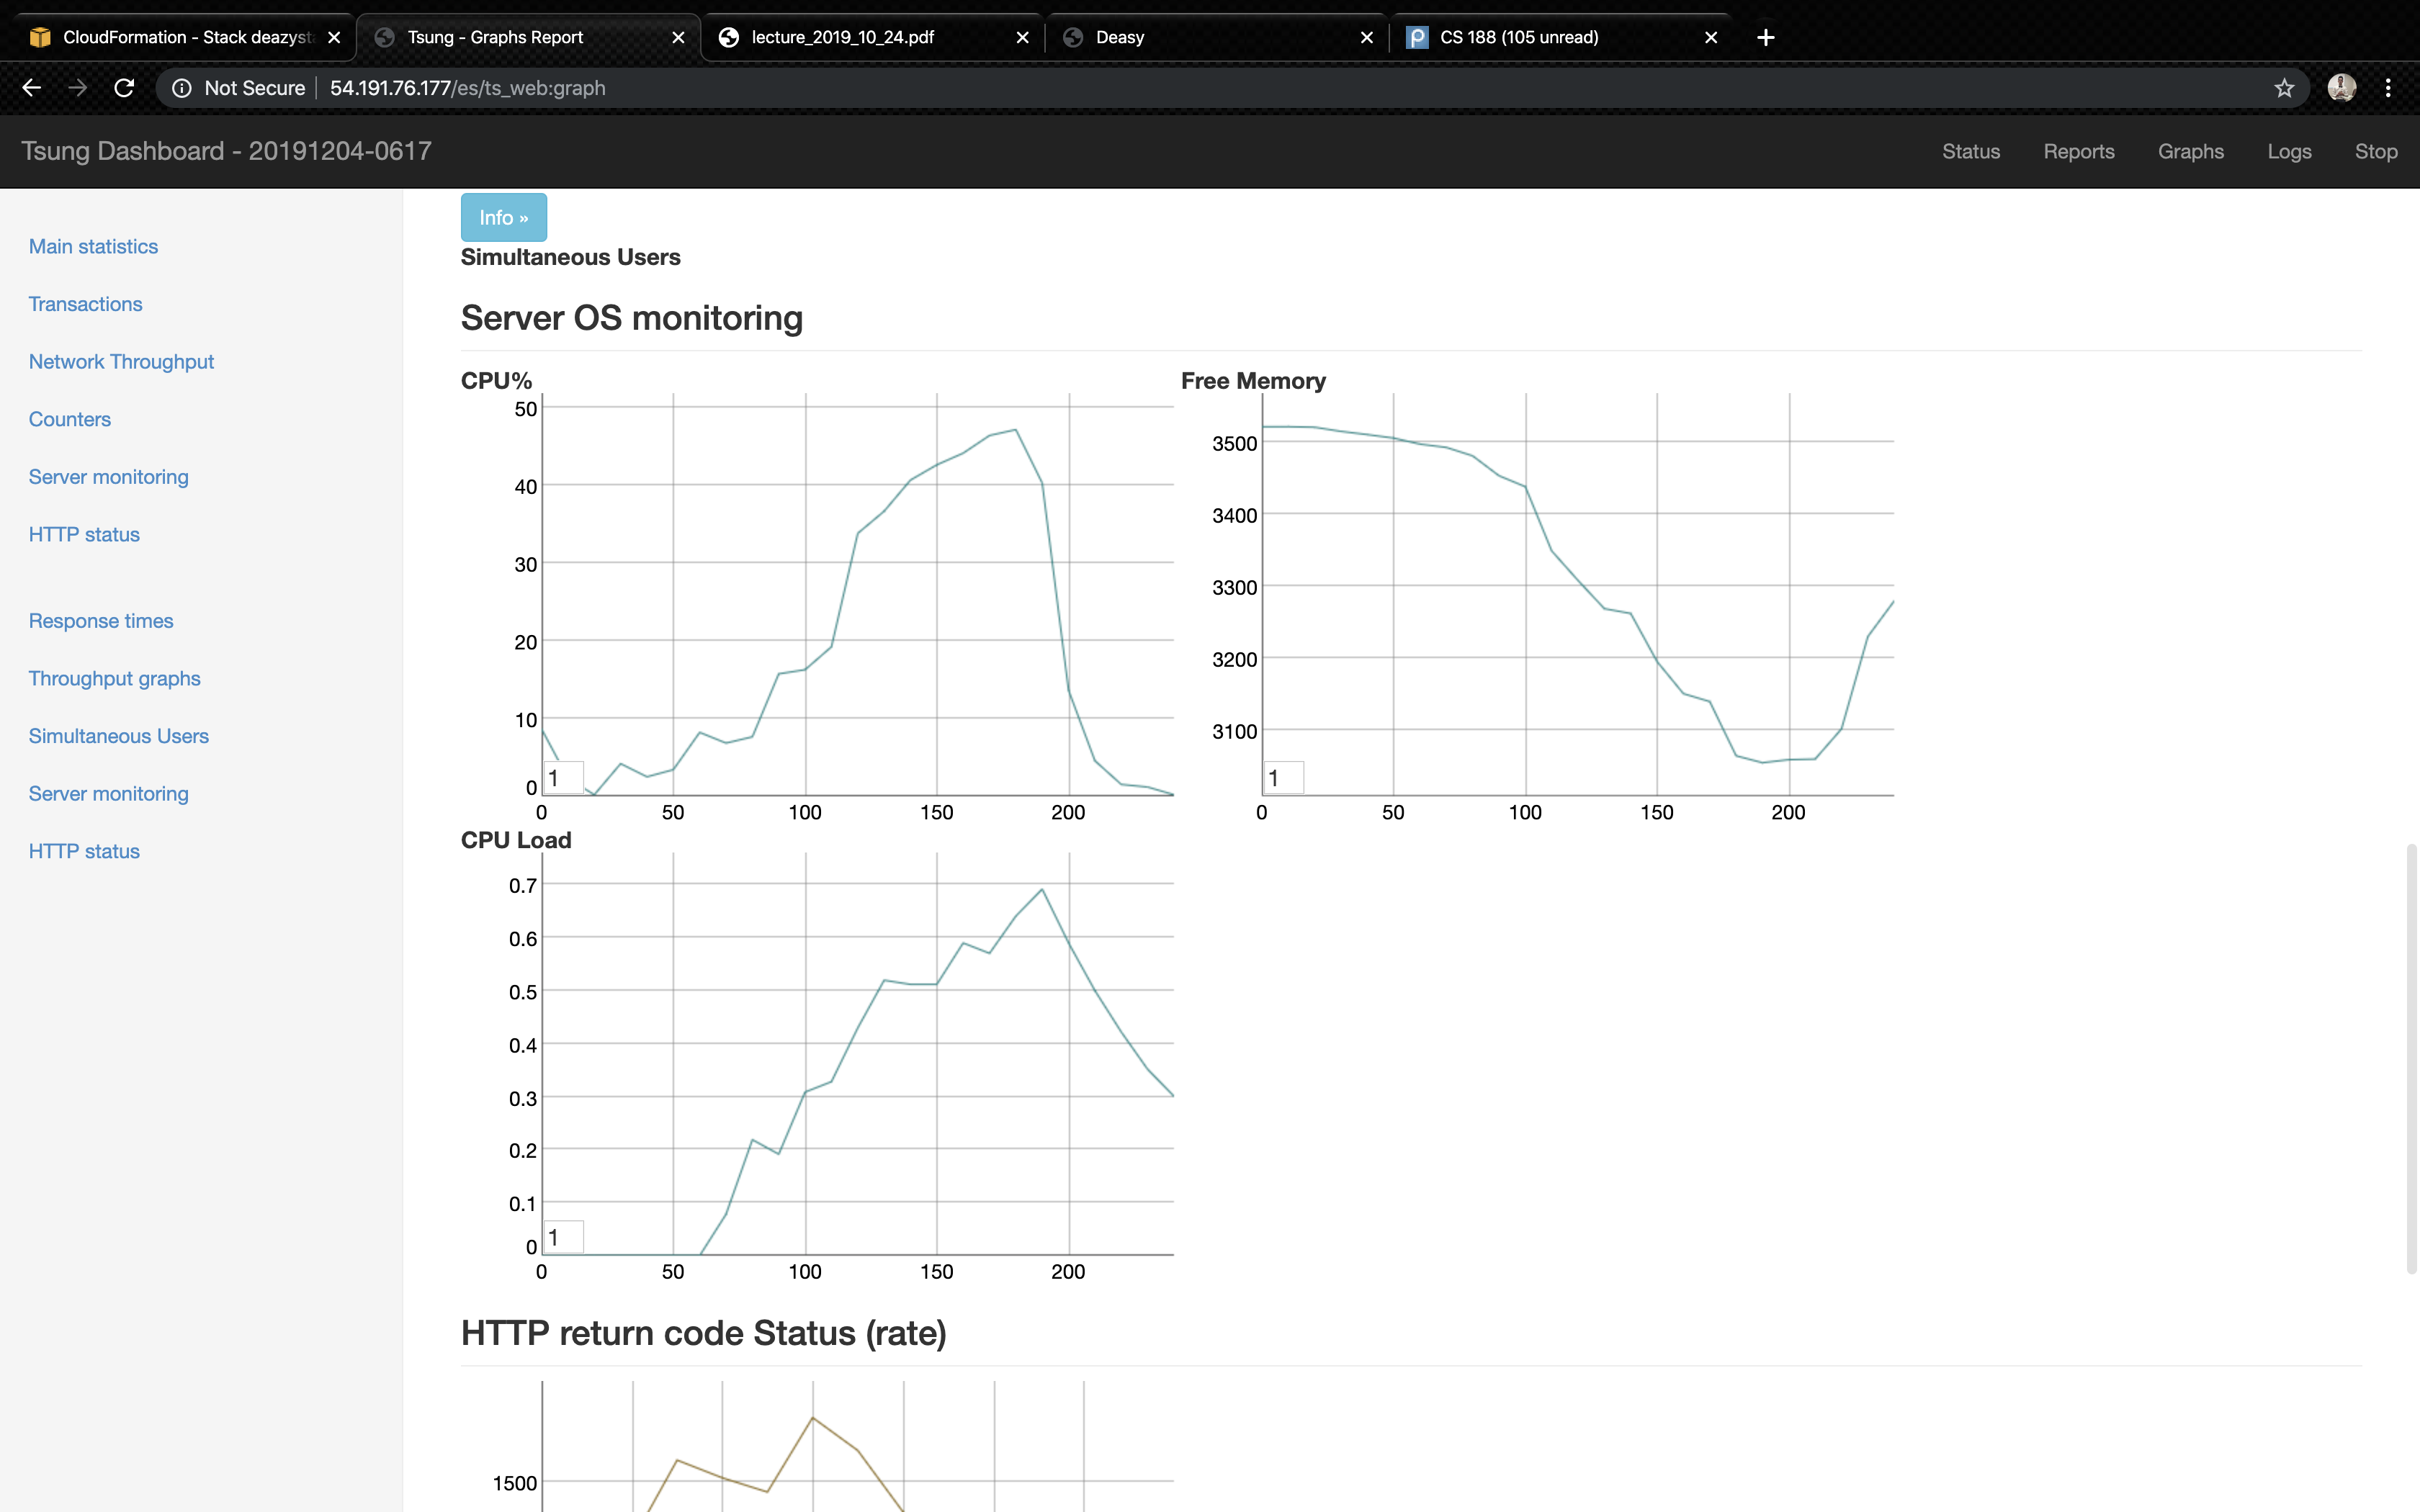 CloudFormation - Stack deazyst
Tsung - Graphs Report
lecture_2019_10_24.pdf
Deasy
CS 188 (105 unread)
Not Secure
54.191.76.177/es/ts_web:graph
Tsung Dashboard - 20191204-0617
Status
Reports
Graphs
Logs
Stop
Main statistics
Transactions
Network Throughput
Counters
Server monitoring
HTTP status
Response times
Throughput graphs
Simultaneous Users
Server monitoring
HTTP status
Info »
Simultaneous Users
Server OS monitoring
CPU%
50
40
30
20
10
0
1
0 50 100 150 200
Free Memory
3500
3400
3300
3200
3100
1
0 50 100 150 200
CPU Load
0.7
0.6
0.5
0.4
0.3
0.2
0.1
0
1
0 50 100 150 200
HTTP return code Status (rate)
1500